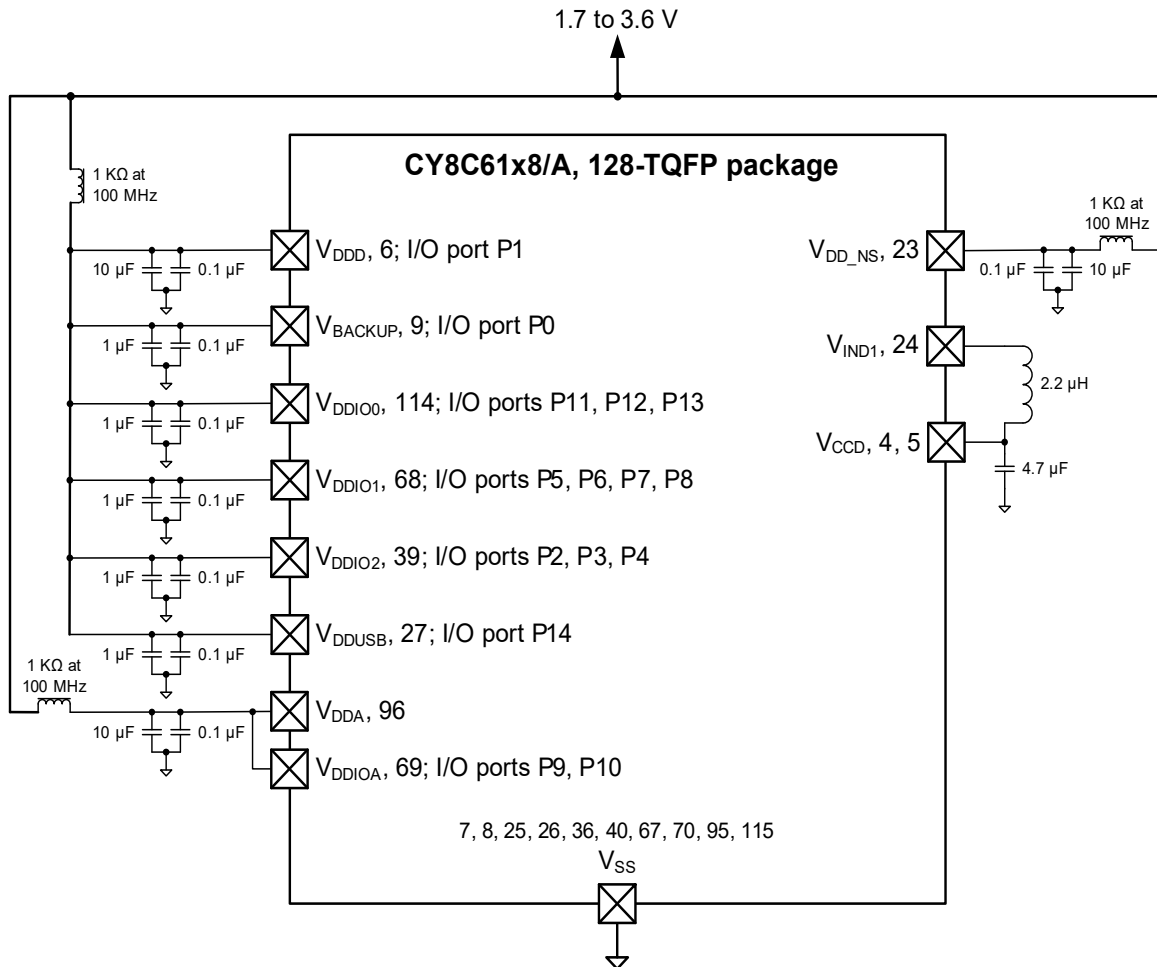 1.7 to 3.6 V
CY8C61x8/A, 128-TQFP package
1 KΩ at
100 MHz
1 KΩ at
100 MHz
VDDD, 6; I/O port P1
10 µF
0.1 µF
VDD_NS, 23
0.1 µF
10 µF
VBACKUP, 9; I/O port P0
1 µF
0.1 µF
VIND1, 24
2.2 µH
VDDIO0, 114; I/O ports P11, P12, P13
1 µF
0.1 µF
VCCD, 4, 5
4.7 µF
VDDIO1, 68; I/O ports P5, P6, P7, P8
1 µF
0.1 µF
VDDIO2, 39; I/O ports P2, P3, P4
1 µF
0.1 µF
VDDUSB, 27; I/O port P14
1 µF
0.1 µF
1 KΩ at
100 MHz
VDDA, 96
10 µF
0.1 µF
VDDIOA, 69; I/O ports P9, P10
7, 8, 25, 26, 36, 40, 67, 70, 95, 115
VSS